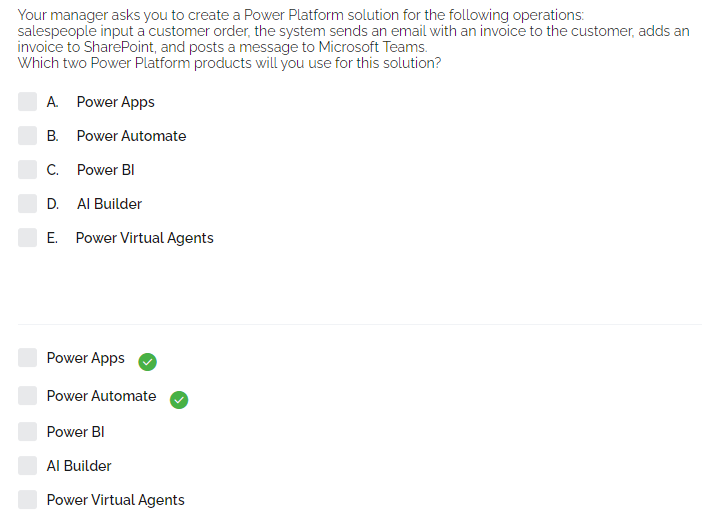 Your manager asks you to create a Power Platform solution for the following operations:
salespeople input a customer order, the system sends an email with an invoice to the customer, adds an
invoice to SharePoint, and posts a message to Microsoft Teams.
Which two Power Platform products will you use for this solution?
A. Power Apps
B. Power Automate
C. Power BI
D. AI Builder
E. Power Virtual Agents
Power Apps
Power Automate
Power BI
AI Builder
Power Virtual Agents